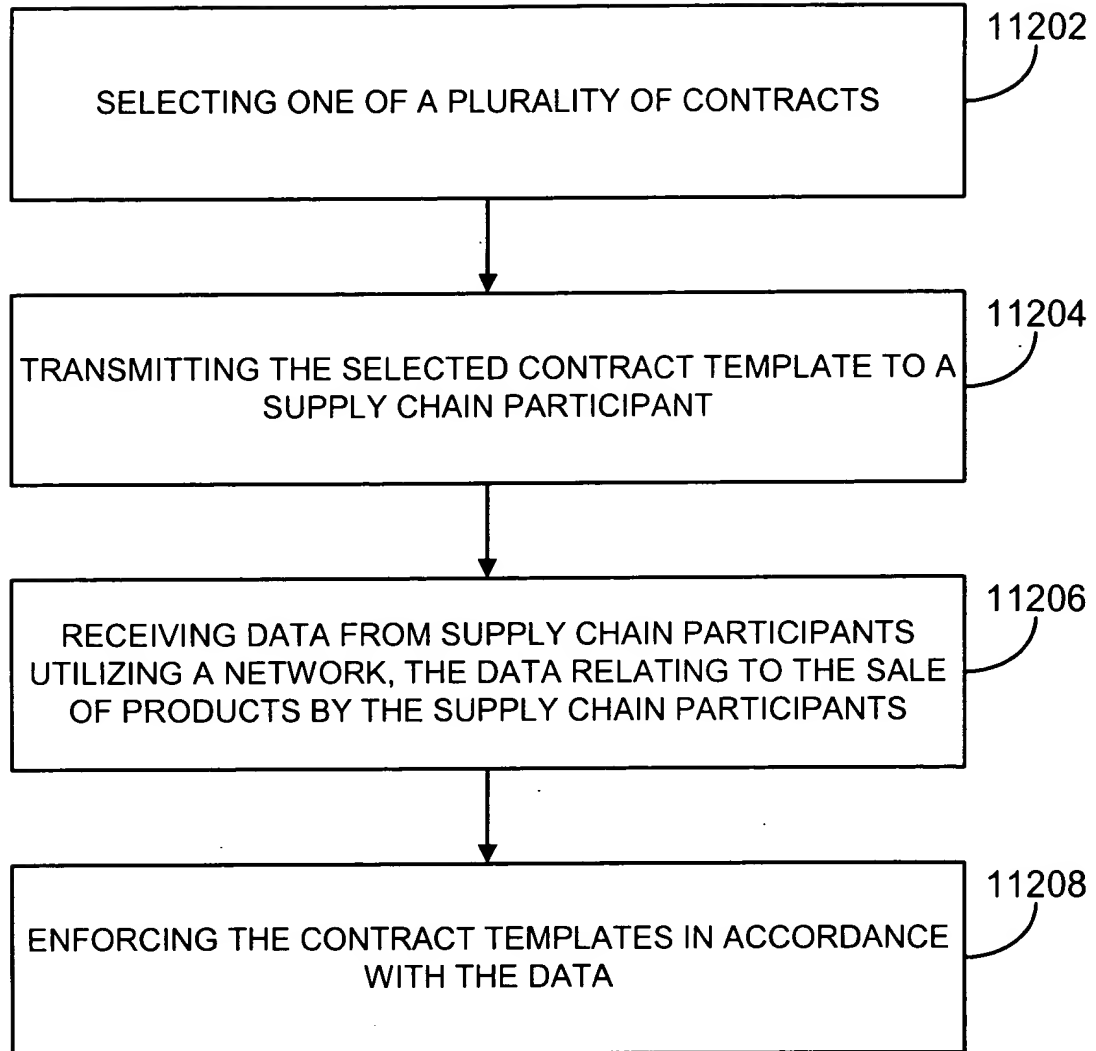 11202
SELECTING ONE OF A PLURALITY OF CONTRACTS
11204
TRANSMITTING THE SELECTED CONTRACT TEMPLATE TO A
SUPPLY CHAIN PARTICIPANT
11206
RECEIVING DATA FROM SUPPLY CHAIN PARTICIPANTS
UTILIZING A NETWORK, THE DATA RELATING TO THE SALE
OF PRODUCTS BY THE SUPPLY CHAIN PARTICIPANTS
11208
ENFORCING THE CONTRACT TEMPLATES IN ACCORDANCE
WITH THE DATA